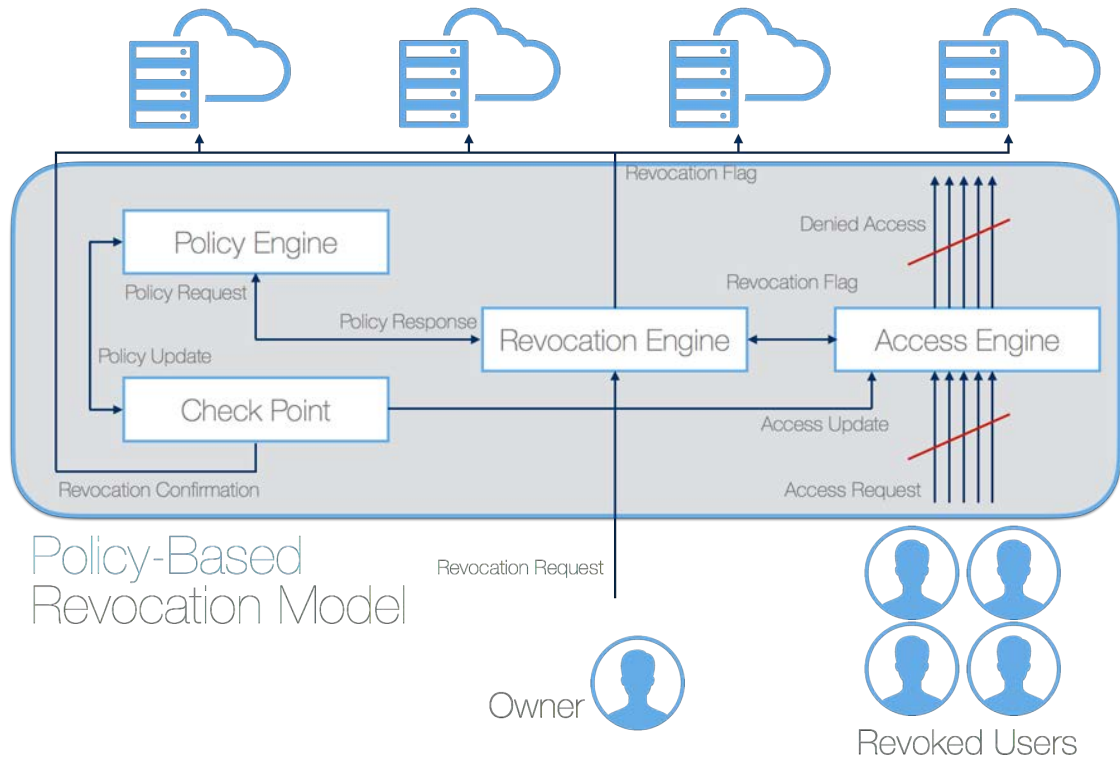 Revocation Flag
Denied Access
Policy Engine
Revocation Flag
Policy Request
Policy Response
Revocation Engine
Access Engine
Policy Update
Check Point
Access Update
Revocation Confirmation
Access Request
Policy-Based
Revocation Model
Revocation Request
Owner
Revoked Users